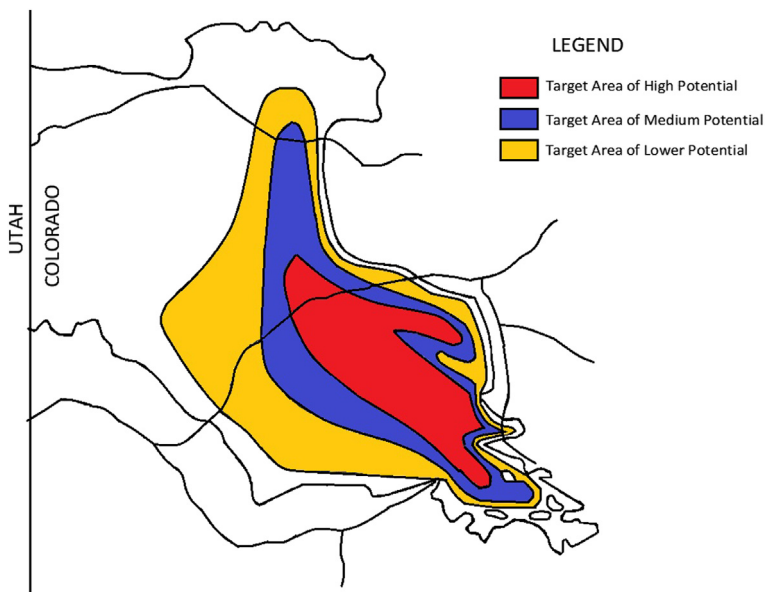 LEGEND
Target Area of High Potential
Target Area of Medium Potential
Target Area of Lower Potential
UTAH
COLORADO